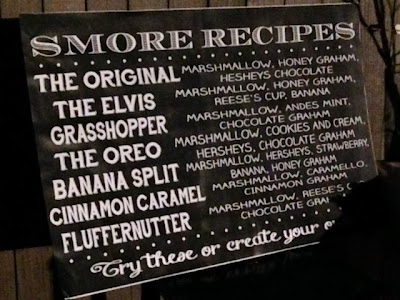 SMORE RECIPES
THE ORIGINAL
MARSHMALLOW, HONEY GRAHAM,
HESHEYS CHOCOLATE
THE ELVIS
MARSHMALLOW, HONEY GRAHAM,
REESE'S CUP, BANANA
GRASSHOPPER
MARSHMALLOW, ANDES MINT,
CHOCOLATE GRAHAM
THE OREO
MARSHMALLOW, COOKIES AND CREAM,
HERSHEYS, CHOCOLATE GRAHAM
BANANA SPLIT
MARSHMALLOW, HERSHEYS, STRAWBERRY,
BANANA, HONEY GRAHAM
CINNAMON CARAMEL
MARSHMALLOW, CARAMELLO,
CINNAMON GRAHAM
FLUFFERNUTTER
MARSHMALLOW, REESE'S
CHOCOLATE
Try these or create your